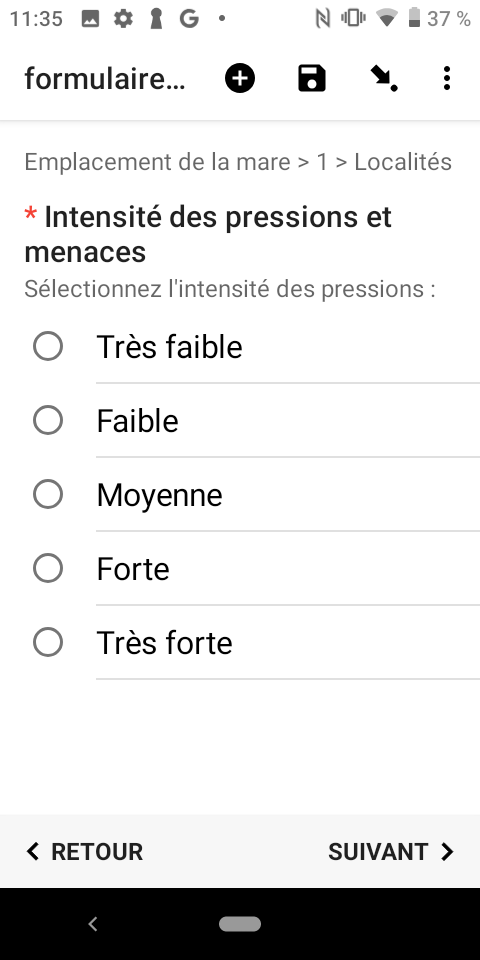 11:35 37 %
formulaire...
Emplacement de la mare > 1 > Localités
* Intensité des pressions et
menaces
Sélectionnez l'intensité des pressions :
Très faible
Faible
Moyenne
Forte
Très forte
RETOUR SUIVANT